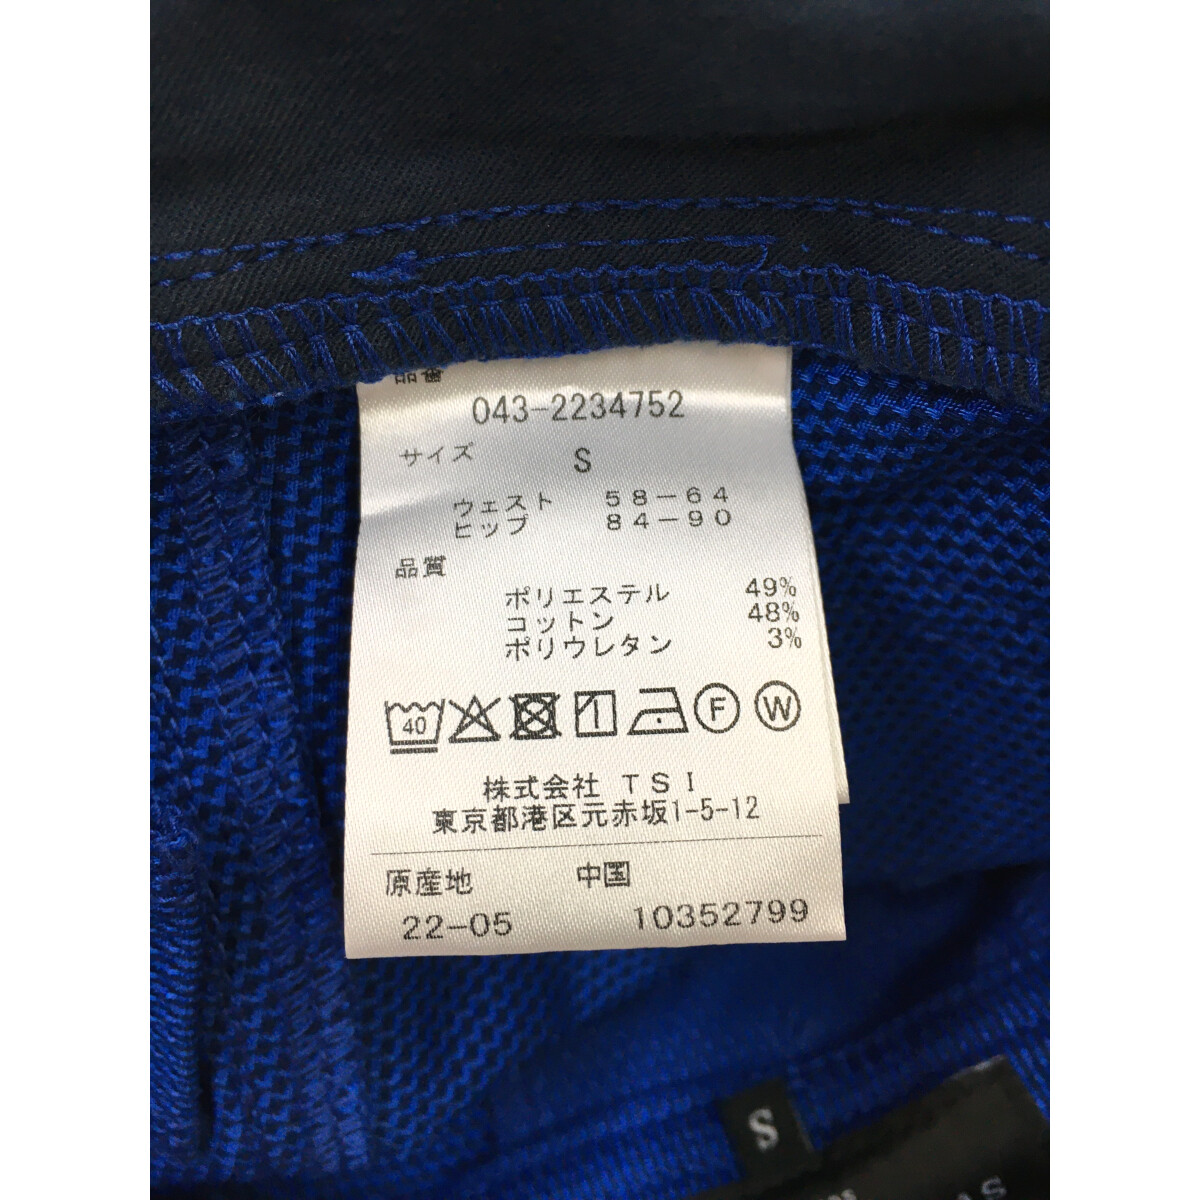 品番
043-2234752
サイズ S
ウェスト 58-64
ヒップ 84-90
品質
ポリエステル 49%
コットン 48%
ポリウレタン 3%
40 F W
株式会社 TSI
東京都港区元赤坂1-5-12
原産地 中国
22-05 10352799
S